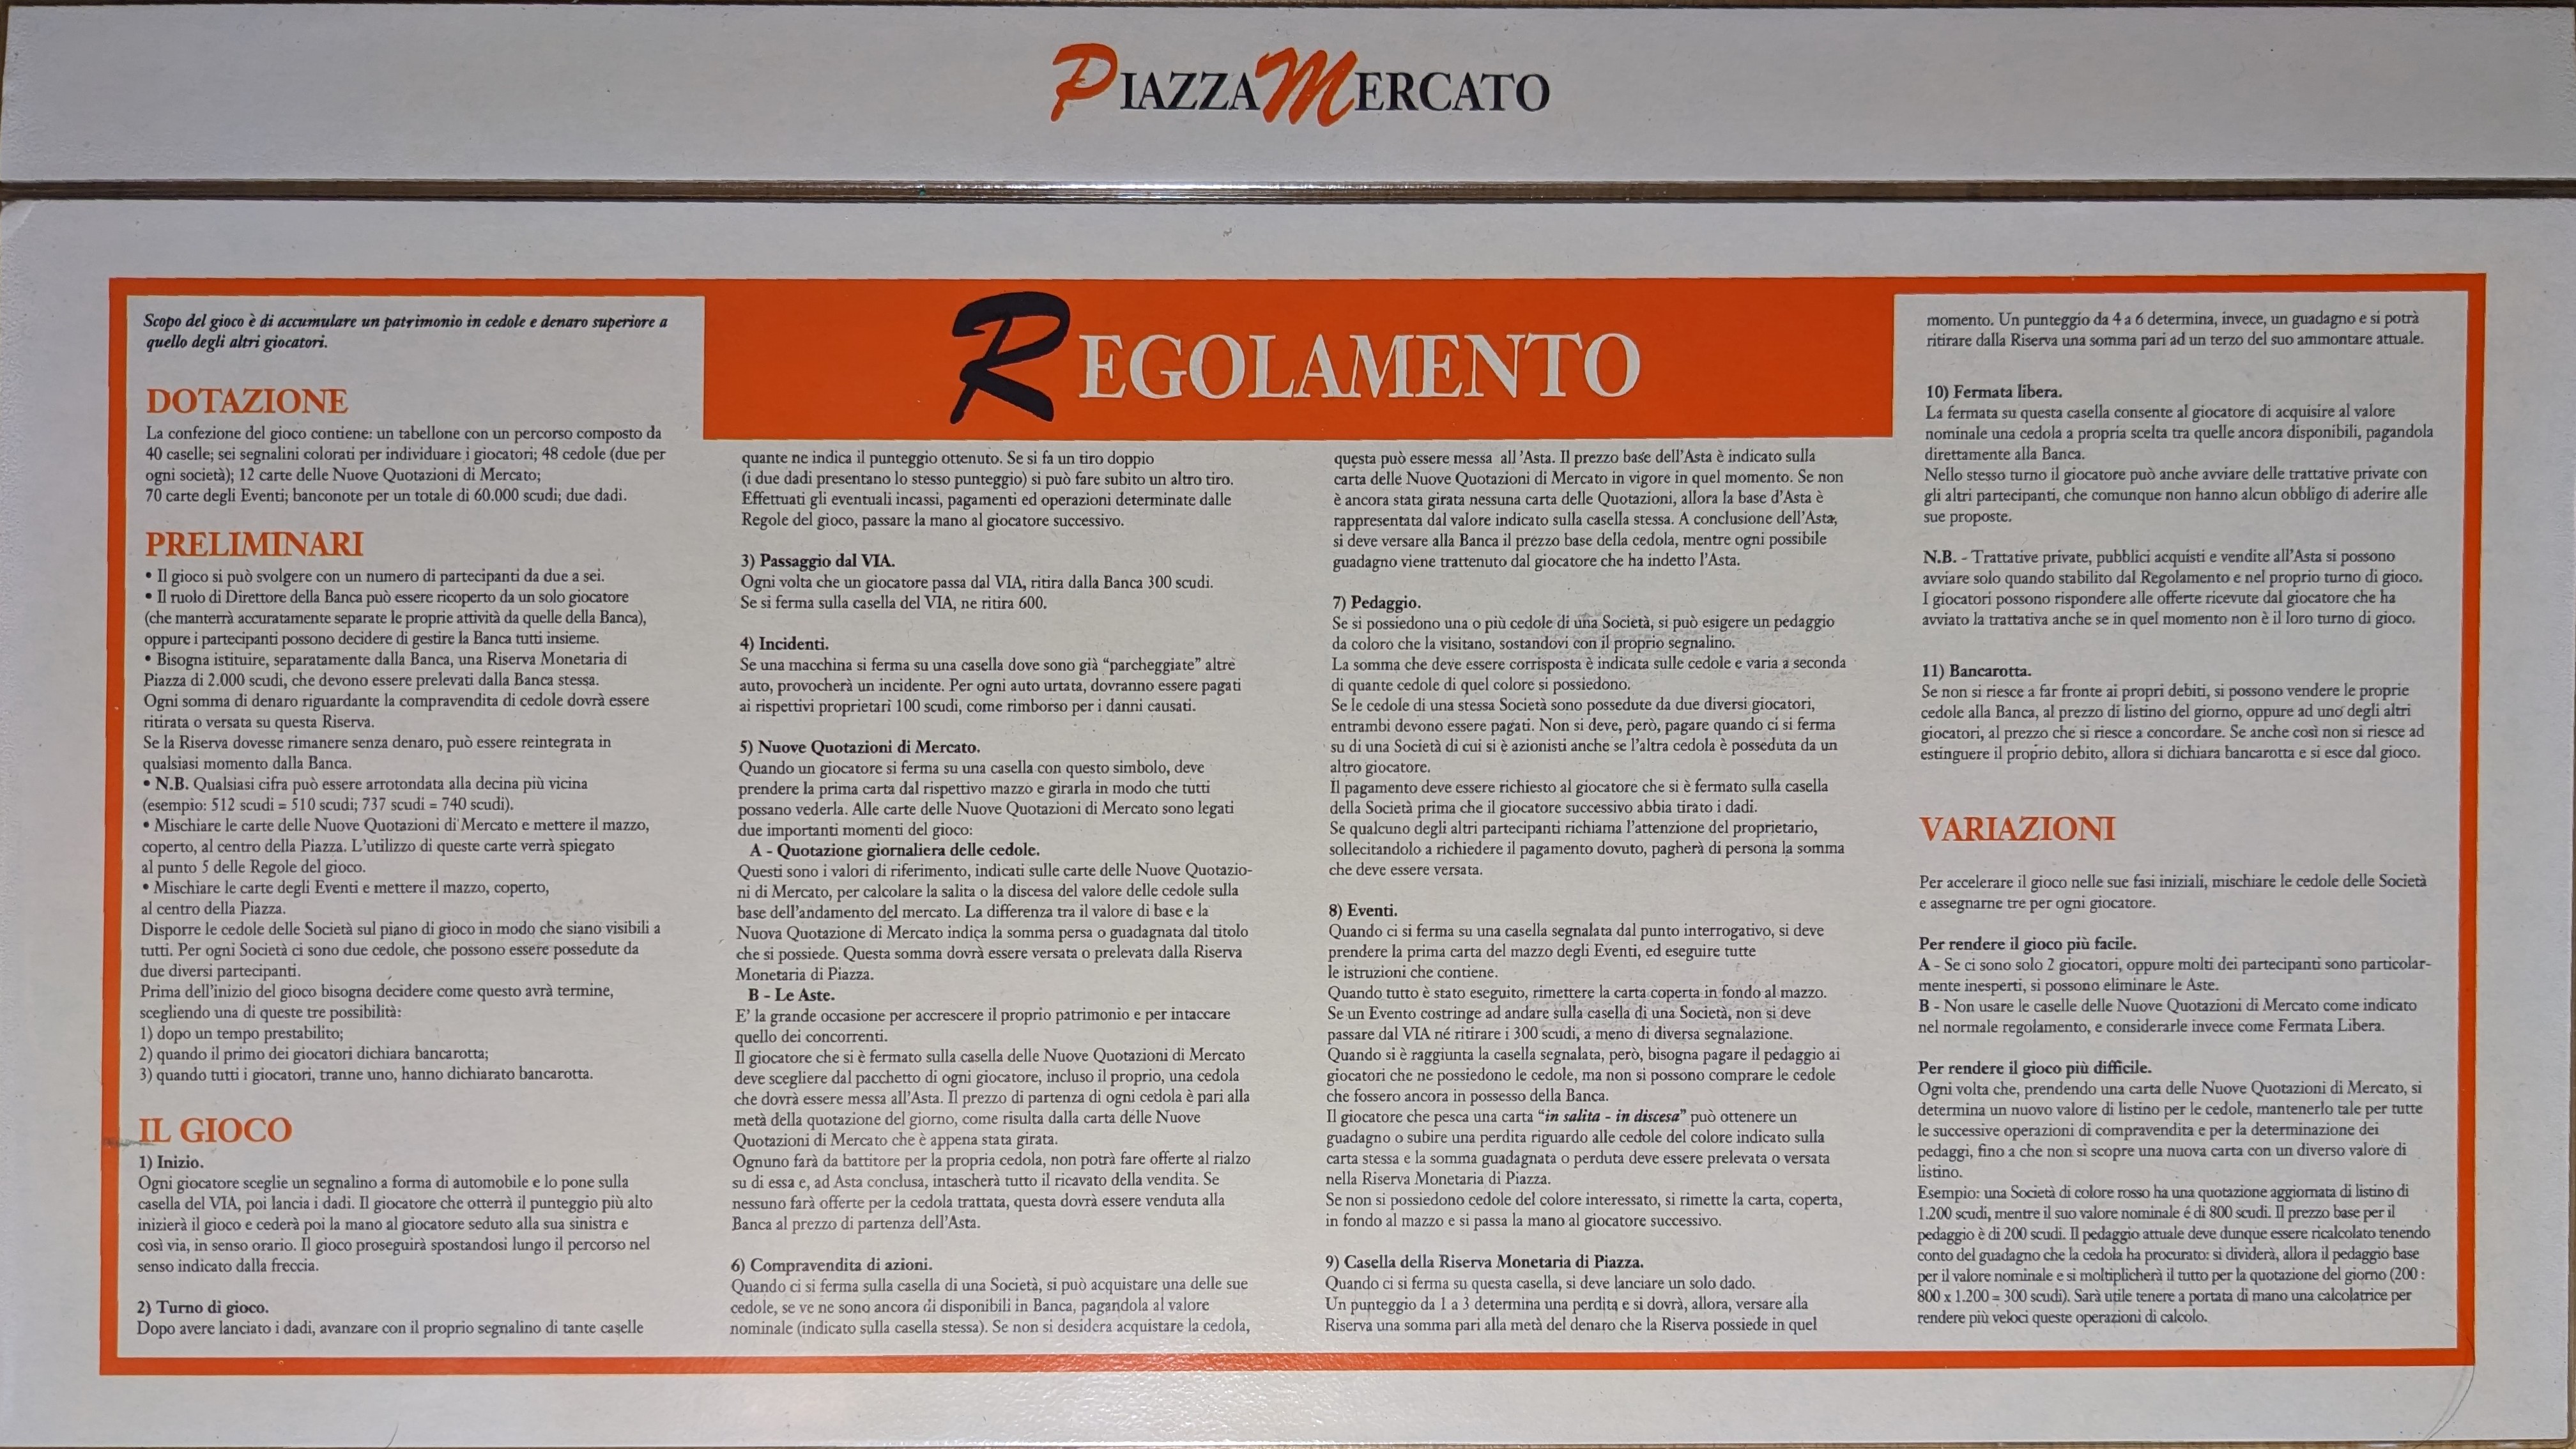 PIAZZA MERCATO
REGOLAMENTO
Scopo del gioco è di accumulare un patrimonio in cedole e denaro superiore a
quello degli altri giocatori.
DOTAZIONE
La confezione del gioco contiene: un tabellone con un percorso composto da
40 caselle; sei segnalini colorati per individuare i giocatori; 48 cedole (due per
ogni società); 12 carte delle Nuove Quotazioni di Mercato;
70 carte degli Eventi; banconote per un totale di 60.000 scudi; due dadi.
PRELIMINARI
• Il gioco si può svolgere con un numero di partecipanti da due a sei.
• Il ruolo di Direttore della Banca può essere ricoperto da un solo giocatore
(che manterrà accuratamente separate le proprie attività da quelle della Banca),
oppure i partecipanti possono decidere di gestire la Banca tutti insieme.
• Bisogna istituire, separatamente dalla Banca, una Riserva Monetaria di
Piazza di 2.000 scudi, che devono essere prelevati dalla Banca stessa.
Ogni somma di denaro riguardante la compravendita di cedole dovrà essere
ritirata o versata su questa Riserva.
Se la Riserva dovesse rimanere senza denaro, può essere reintegrata in
qualsiasi momento dalla Banca.
• N.B. Qualsiasi cifra può essere arrotondata alla decina più vicina
(esempio: 512 scudi = 510 scudi; 737 scudi = 740 scudi).
• Mischiare le carte delle Nuove Quotazioni di Mercato e mettere il mazzo,
coperto, al centro della Piazza. L'utilizzo di queste carte verrà spiegato
al punto 5 delle Regole del gioco.
• Mischiare le carte degli Eventi e mettere il mazzo, coperto,
al centro della Piazza.
Disporre le cedole delle Società sul piano di gioco in modo che siano visibili a
tutti. Per ogni Società ci sono due cedole, che possono essere possedute da
due diversi partecipanti.
Prima dell'inizio del gioco bisogna decidere come questo avrà termine,
scegliendo una di queste tre possibilità:
1) dopo un tempo prestabilito;
2) quando il primo dei giocatori dichiara bancarotta;
3) quando tutti i giocatori, tranne uno, hanno dichiarato bancarotta.
IL GIOCO
1) Inizio.
Ogni giocatore sceglie un segnalino a forma di automobile e lo pone sulla
casella del VIA, poi lancia i dadi. Il giocatore che otterrà il punteggio più alto
inizierà il gioco e cederà poi la mano al giocatore seduto alla sua sinistra e
così via, in senso orario. Il gioco proseguirà spostandosi lungo il percorso nel
senso indicato dalla freccia.
2) Turno di gioco.
Dopo avere lanciato i dadi, avanzare con il proprio segnalino di tante caselle
quante ne indica il punteggio ottenuto. Se si fa un tiro doppio
(i due dadi presentano lo stesso punteggio) si può fare subito un altro tiro.
Effettuati gli eventuali incassi, pagamenti ed operazioni determinate dalle
Regole del gioco, passare la mano al giocatore successivo.
3) Passaggio dal VIA.
Ogni volta che un giocatore passa dal VIA, ritira dalla Banca 300 scudi.
Se si ferma sulla casella del VIA, ne ritira 600.
4) Incidenti.
Se una macchina si ferma su una casella dove sono già "parcheggiate" altre
auto, provocherà un incidente. Per ogni auto urtata, dovranno essere pagati
ai rispettivi proprietari 100 scudi, come rimborso per i danni causati.
5) Nuove Quotazioni di Mercato.
Quando un giocatore si ferma su una casella con questo simbolo, deve
prendere la prima carta dal rispettivo mazzo e girarla in modo che tutti
possano vederla. Alle carte delle Nuove Quotazioni di Mercato sono legati
due importanti momenti del gioco:
A - Quotazione giornaliera delle cedole.
Questi sono i valori di riferimento, indicati sulle carte delle Nuove Quotazio-
ni di Mercato, per calcolare la salita o la discesa del valore delle cedole sulla
base dell'andamento del mercato. La differenza tra il valore di base e la
Nuova Quotazione di Mercato indica la somma persa o guadagnata dal titolo
che si possiede. Questa somma dovrà essere versata o prelevata dalla Riserva
Monetaria di Piazza.
B - Le Aste.
E' la grande occasione per accrescere il proprio patrimonio e per intaccare
quello dei concorrenti.
Il giocatore che si è fermato sulla casella delle Nuove Quotazioni di Mercato
deve scegliere dal pacchetto di ogni giocatore, incluso il proprio, una cedola
che dovrà essere messa all'Asta. Il prezzo di partenza di ogni cedola è pari alla
metà della quotazione del giorno, come risulta dalla carta delle Nuove
Quotazioni di Mercato che è appena stata girata.
Ognuno farà da battitore per la propria cedola, non potrà fare offerte al rialzo
su di essa e, ad Asta conclusa, intascherà tutto il ricavato della vendita. Se
nessuno farà offerte per la cedola trattata, questa dovrà essere venduta alla
Banca al prezzo di partenza dell'Asta.
6) Compravendita di azioni.
Quando ci si ferma sulla casella di una Società, si può acquistare una delle sue
cedole, se ve ne sono ancora di disponibili in Banca, pagandola al valore
nominale (indicato sulla casella stessa). Se non si desidera acquistare la cedola,
questa può essere messa all'Asta. Il prezzo base dell'Asta è indicato sulla
carta delle Nuove Quotazioni di Mercato in vigore in quel momento. Se non
è ancora stata girata nessuna carta delle Quotazioni, allora la base d'Asta è
rappresentata dal valore indicato sulla casella stessa. A conclusione dell'Asta,
si deve versare alla Banca il prezzo base della cedola, mentre ogni possibile
guadagno viene trattenuto dal giocatore che ha indetto l'Asta.
7) Pedaggio.
Se si possiedono una o più cedole di una Società, si può esigere un pedaggio
da coloro che la visitano, sostandovi con il proprio segnalino.
La somma che deve essere corrisposta è indicata sulle cedole e varia a seconda
di quante cedole di quel colore si possiedono.
Se le cedole di una stessa Società sono possedute da due diversi giocatori,
entrambi devono essere pagati. Non si deve, però, pagare quando ci si ferma
su di una Società di cui si è azionisti anche se l'altra cedola è posseduta da un
altro giocatore.
Il pagamento deve essere richiesto al giocatore che si è fermato sulla casella
della Società prima che il giocatore successivo abbia tirato i dadi.
Se qualcuno degli altri partecipanti richiama l'attenzione del proprietario,
sollecitandolo a richiedere il pagamento dovuto, pagherà di persona la somma
che deve essere versata.
8) Eventi.
Quando ci si ferma su una casella segnalata dal punto interrogativo, si deve
prendere la prima carta del mazzo degli Eventi, ed eseguire tutte
le istruzioni che contiene.
Quando tutto è stato eseguito, rimettere la carta coperta in fondo al mazzo.
Se un Evento costringe ad andare sulla casella di una Società, non si deve
passare dal VIA né ritirare i 300 scudi, a meno di diversa segnalazione.
Quando si è raggiunta la casella segnalata, però, bisogna pagare il pedaggio ai
giocatori che ne possiedono le cedole, ma non si possono comprare le cedole
che fossero ancora in possesso della Banca.
Il giocatore che pesca una carta "in salita - in discesa" può ottenere un
guadagno o subire una perdita riguardo alle cedole del colore indicato sulla
carta stessa e la somma guadagnata o perduta deve essere prelevata o versata
nella Riserva Monetaria di Piazza.
Se non si possiedono cedole del colore interessato, si rimette la carta, coperta,
in fondo al mazzo e si passa la mano al giocatore successivo.
9) Casella della Riserva Monetaria di Piazza.
Quando ci si ferma su questa casella, si deve lanciare un solo dado.
Un punteggio da 1 a 3 determina una perdita e si dovrà, allora, versare alla
Riserva una somma pari alla metà del denaro che la Riserva possiede in quel
momento. Un punteggio da 4 a 6 determina, invece, un guadagno e si potrà
ritirare dalla Riserva una somma pari ad un terzo del suo ammontare attuale.
10) Fermata libera.
La fermata su questa casella consente al giocatore di acquisire al valore
nominale una cedola a propria scelta tra quelle ancora disponibili, pagandola
direttamente alla Banca.
Nello stesso turno il giocatore può anche avviare delle trattative private con
gli altri partecipanti, che comunque non hanno alcun obbligo di aderire alle
sue proposte.
N.B. - Trattative private, pubblici acquisti e vendite all'Asta si possono
avviare solo quando stabilito dal Regolamento e nel proprio turno di gioco.
I giocatori possono rispondere alle offerte ricevute dal giocatore che ha
avviato la trattativa anche se in quel momento non è il loro turno di gioco.
11) Bancarotta.
Se non si riesce a far fronte ai propri debiti, si possono vendere le proprie
cedole alla Banca, al prezzo di listino del giorno, oppure ad uno degli altri
giocatori, al prezzo che si riesce a concordare. Se anche così non si riesce ad
estinguere il proprio debito, allora si dichiara bancarotta e si esce dal gioco.
VARIAZIONI
Per accelerare il gioco nelle sue fasi iniziali, mischiare le cedole delle Società
e assegnarne tre per ogni giocatore.
Per rendere il gioco più facile.
A - Se ci sono solo 2 giocatori, oppure molti dei partecipanti sono particolar-
mente inesperti, si possono eliminare le Aste.
B - Non usare le caselle delle Nuove Quotazioni di Mercato come indicato
nel normale regolamento, e considerarle invece come Fermata Libera.
Per rendere il gioco più difficile.
Ogni volta che, prendendo una carta delle Nuove Quotazioni di Mercato, si
determina un nuovo valore di listino per le cedole, mantenerlo tale per tutte
le successive operazioni di compravendita e per la determinazione dei
pedaggi, fino a che non si scopre una nuova carta con un diverso valore di
listino.
Esempio: una Società di colore rosso ha una quotazione aggiornata di listino di
1.200 scudi, mentre il suo valore nominale é di 800 scudi. Il prezzo base per il
pedaggio è di 200 scudi. Il pedaggio attuale deve dunque essere ricalcolato tenendo
conto del guadagno che la cedola ha procurato: si dividerà, allora il pedaggio base
per il valore nominale e si moltiplicherà il tutto per la quotazione del giorno (200 :
800 x 1.200 = 300 scudi). Sarà utile tenere a portata di mano una calcolatrice per
rendere più veloci queste operazioni di calcolo.